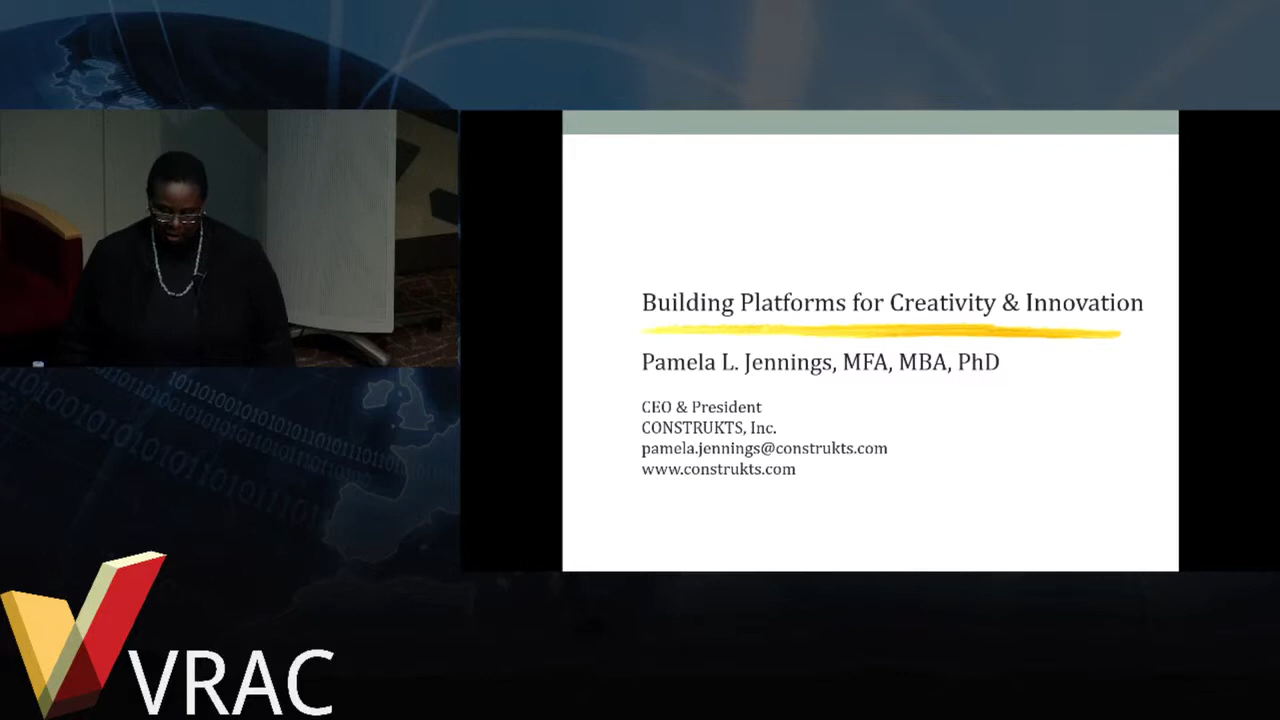 Building Platforms for Creativity & Innovation
Pamela L. Jennings, MFA, MBA, PhD
CEO & President
CONSTRUKTS, Inc.
pamela.jennings@construkts.com
www.construkts.com
VRAC